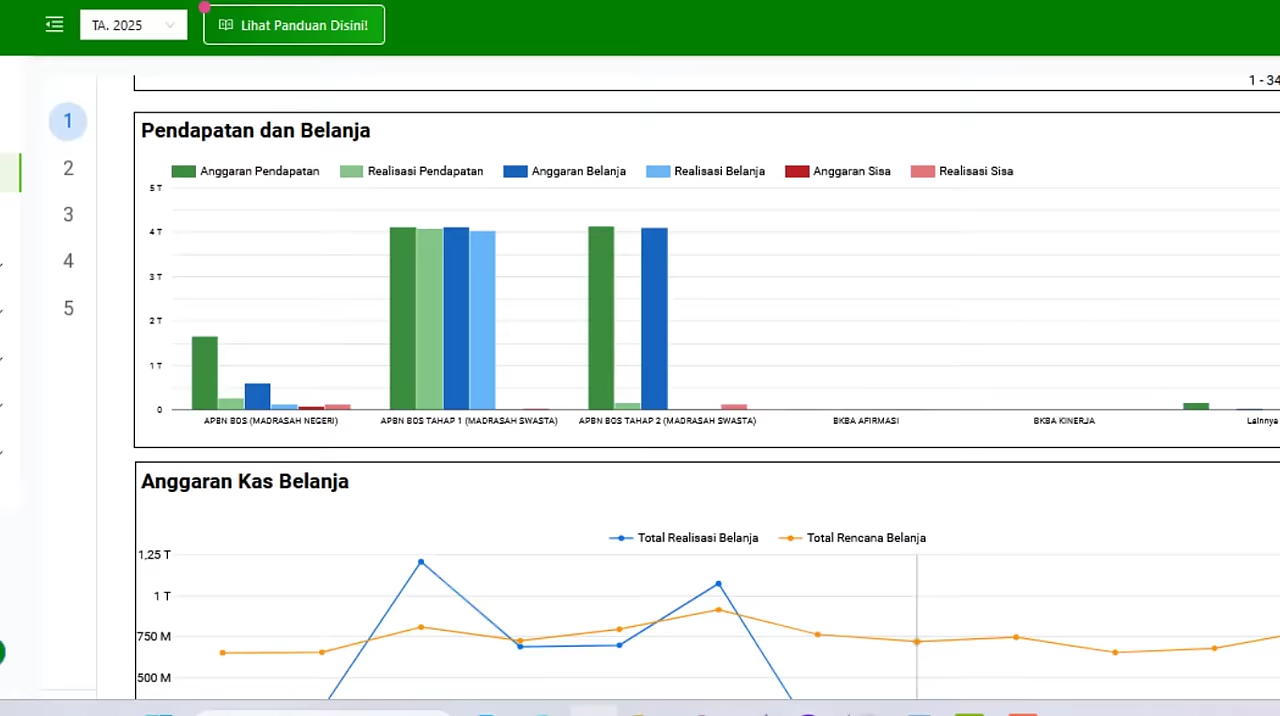 TA. 2025
Lihat Panduan Disini!
1 - 34
1
2
3
4
5
Pendapatan dan Belanja
Anggaran Pendapatan
Realisasi Pendapatan
Anggaran Belanja
Realisasi Belanja
Anggaran Sisa
Realisasi Sisa
5 T
4 T
3 T
2 T
1 T
0
APBN BOS (MADRASAH NEGERI)
APBN BOS TAHAP 1 (MADRASAH SWASTA)
APBN BOS TAHAP 2 (MADRASAH SWASTA)
BKBA AFIRMASI
BKBA KINERJA
Lainnya
Anggaran Kas Belanja
Total Realisasi Belanja
Total Rencana Belanja
1,25 T
1 T
750 M
500 M